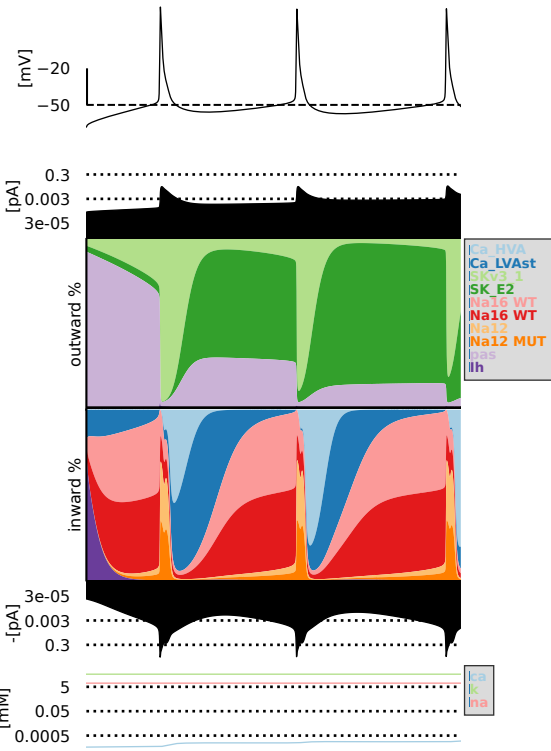 [mV]
−20
−50
[pA]
0.3
0.003
3e-05
outward %
Ca_HVA
Ca_LVAst
SKv3_1
SK_E2
Na16 WT
Na16 WT
Na12
Na12 MUT
pas
Ih
inward %
-[pA]
3e-05
0.003
0.3
[mM]
5
0.05
0.0005
ca
k
na